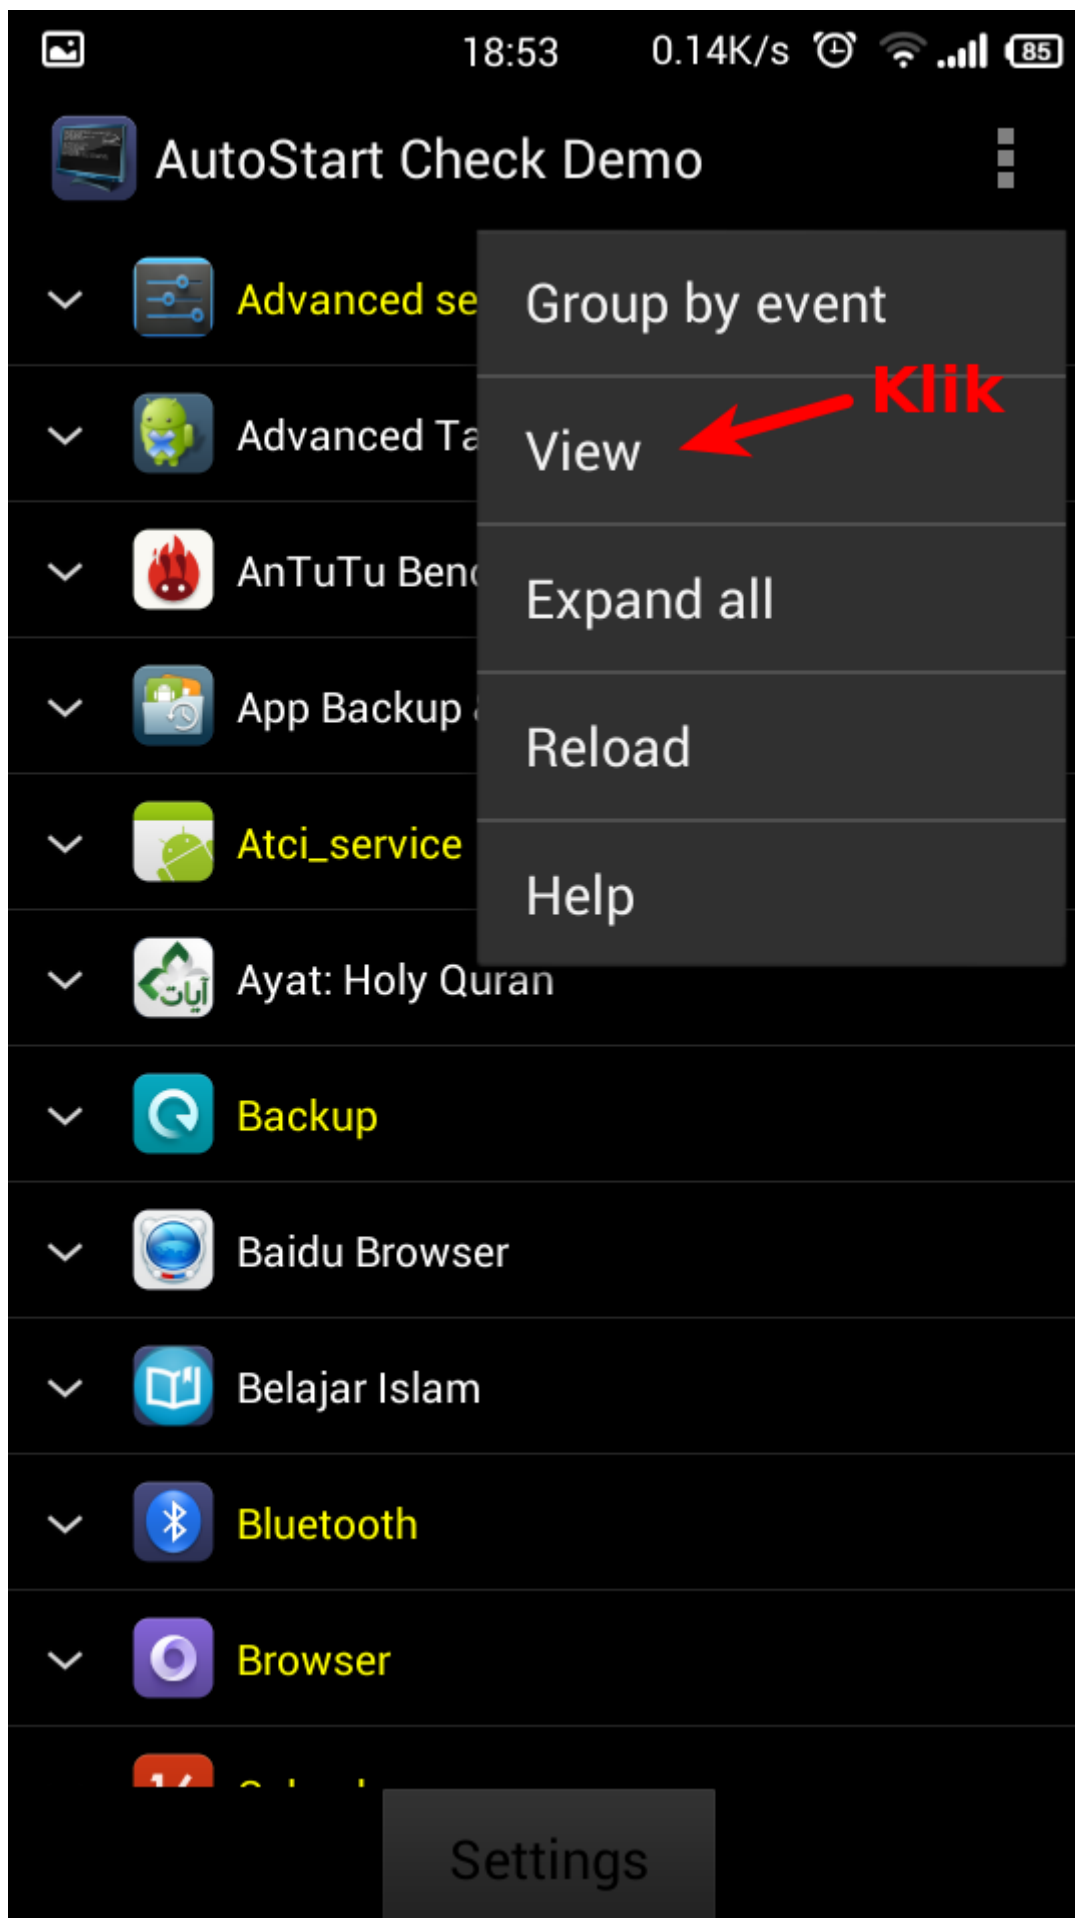 18:53 0.14K/s 85
AutoStart Check Demo
Advanced se
Group by event
Klik
Advanced Ta
View
AnTuTu Benc
Expand all
App Backup
Reload
Atci_service
Help
آيات
Ayat: Holy Quran
Backup
Baidu Browser
Belajar Islam
Bluetooth
Browser
Settings